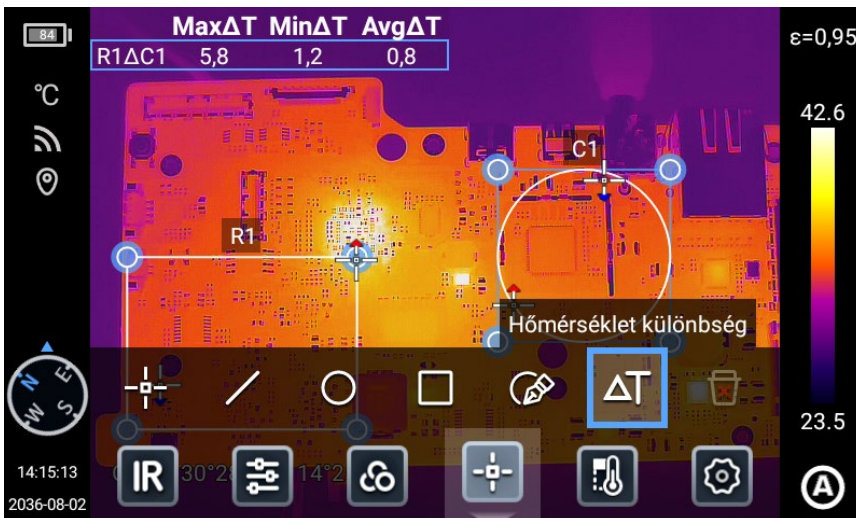 84
MaxΔT MinΔT AvgΔT
R1ΔC1 5,8 1,2 0,8
ε=0,95
°C
42.6
C1
R1
Hőmérséklet különbség
N E
W S
ΔT
23.5
14:15:13
2036-08-02
IR
A